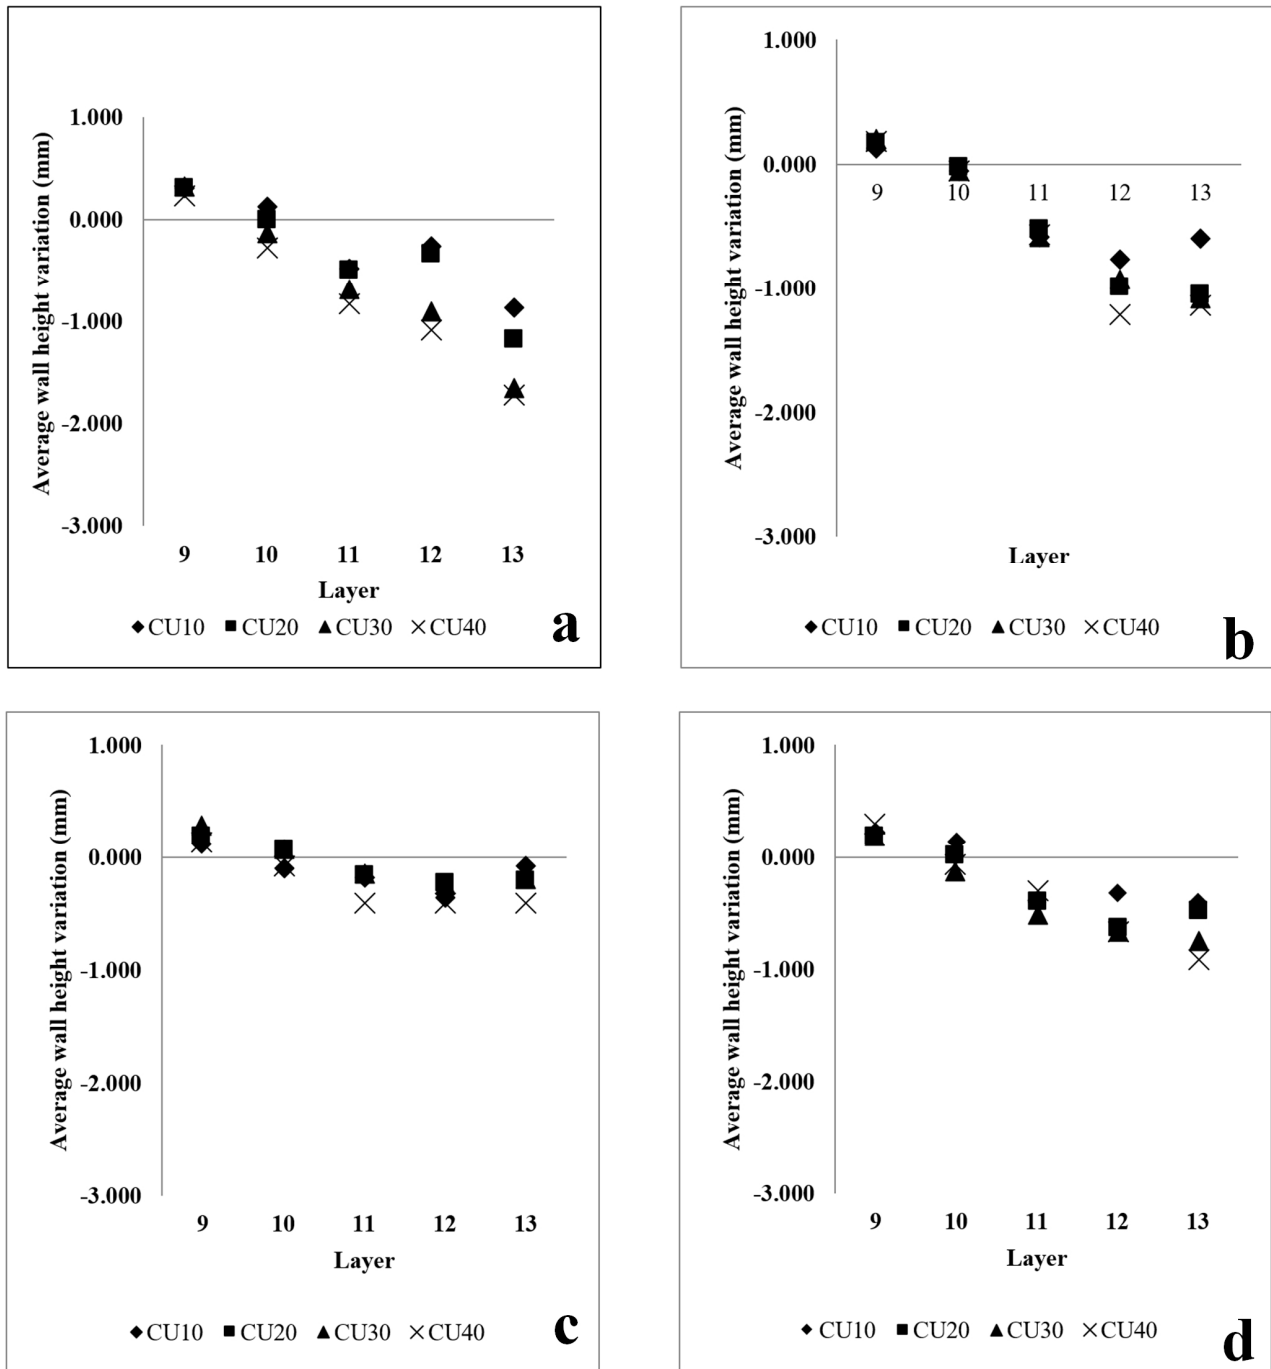 Average wall height variation (mm)
1.000
0.000
-1.000
-2.000
-3.000
9 10 11 12 13
Layer
CU10 CU20 CU30 CU40
a
Average wall height variation (mm)
1.000
0.000
-1.000
-2.000
-3.000
9 10 11 12 13
Layer
CU10 CU20 CU30 CU40
b
Average wall height variation (mm)
1.000
0.000
-1.000
-2.000
-3.000
9 10 11 12 13
Layer
CU10 CU20 CU30 CU40
c
Average wall height variation (mm)
1.000
0.000
-1.000
-2.000
-3.000
9 10 11 12 13
Layer
CU10 CU20 CU30 CU40
d